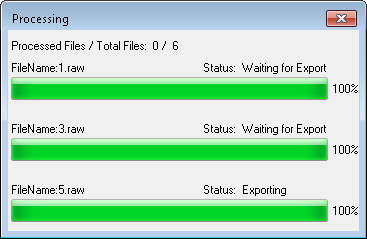 Processing
Processed Files / Total Files: 0 / 6
FileName:1.raw Status: Waiting for Export
100%
FileName:3.raw Status: Waiting for Export
100%
FileName:5.raw Status: Exporting
100%